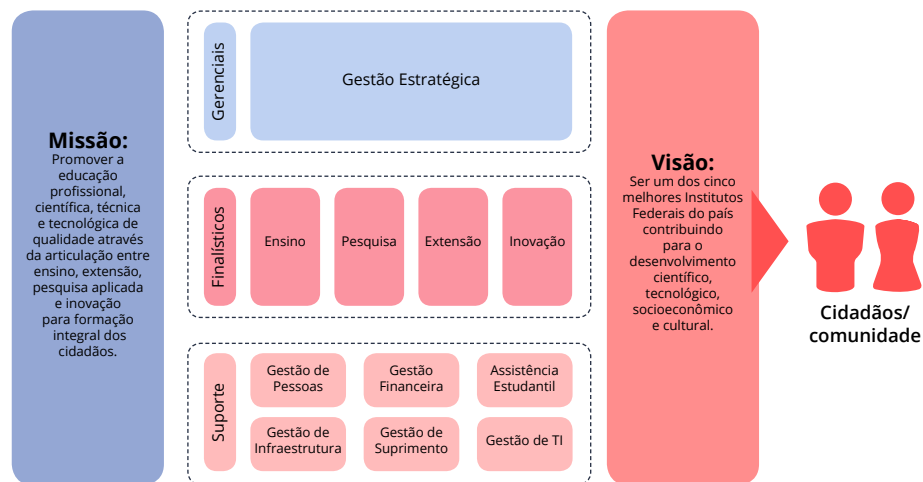 Missão:
Promover a
educação
profissional,
científica, técnica
e tecnológica de
qualidade através
da articulação entre
ensino, extensão,
pesquisa aplicada
e inovação
para formação
integral dos
cidadãos.
Gerenciais
Gestão Estratégica
Finalísticos
Ensino
Pesquisa
Extensão
Inovação
Suporte
Gestão de
Pessoas
Gestão
Financeira
Assistência
Estudantil
Gestão de
Infraestrutura
Gestão de
Suprimento
Gestão de TI
Visão:
Ser um dos cinco
melhores Institutos
Federais do país
contribuindo
para o
desenvolvimento
científico,
tecnológico,
socioeconômico
e cultural.
Cidadãos/
comunidade